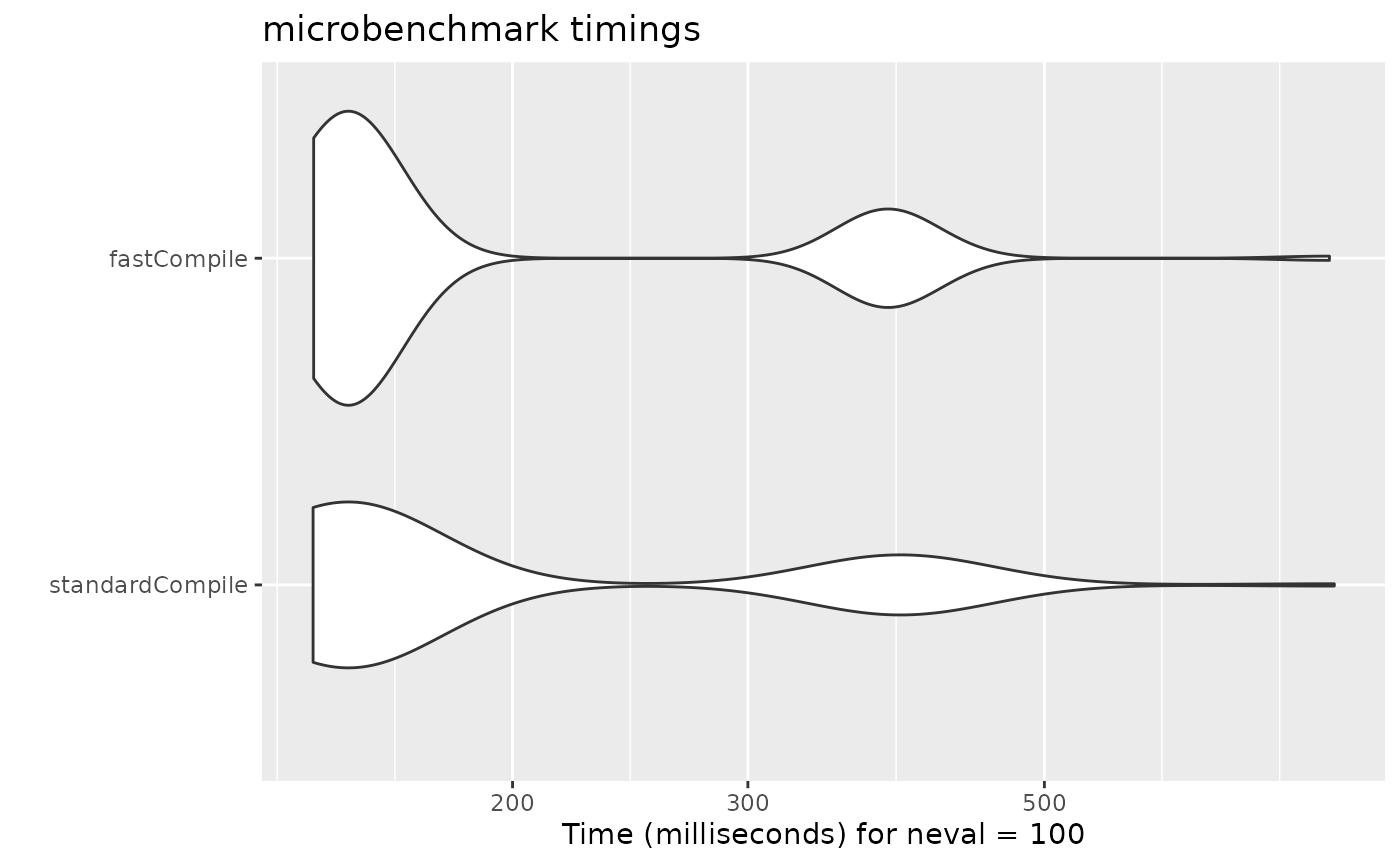 microbenchmark timings
fastCompile
standardCompile
200 300 500
Time (milliseconds) for neval = 100